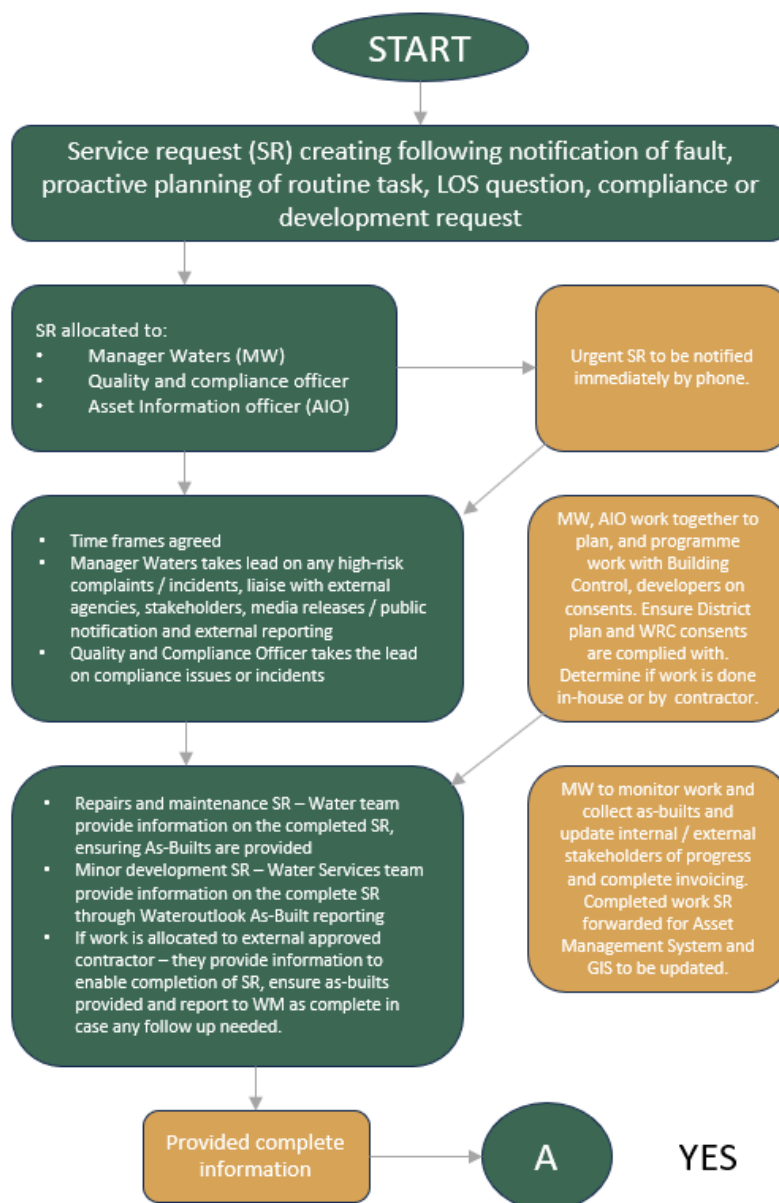 START
Service request (SR) creating following notification of fault,
proactive planning of routine task, LOS question, compliance or
development request
SR allocated to:
• Manager Waters (MW)
• Quality and compliance officer
• Asset Information officer (AIO)
Urgent SR to be notified
immediately by phone.
• Time frames agreed
• Manager Waters takes lead on any high-risk
complaints / incidents, liaise with external
agencies, stakeholders, media releases / public
notification and external reporting
• Quality and Compliance Officer takes the lead
on compliance issues or incidents
MW, AIO work together to
plan, and programme
work with Building
Control, developers on
consents. Ensure District
plan and WRC consents
are complied with.
Determine if work is done
in-house or by contractor.
• Repairs and maintenance SR – Water team
provide information on the completed SR,
ensuring As-Builts are provided
• Minor development SR – Water Services team
provide information on the complete SR
through Wateroutlook As-Built reporting
• If work is allocated to external approved
contractor – they provide information to
enable completion of SR, ensure as-builts
provided and report to WM as complete in
case any follow up needed.
MW to monitor work and
collect as-builts and
update internal / external
stakeholders of progress
and complete invoicing.
Completed work SR
forwarded for Asset
Management System and
GIS to be updated.
Provided complete
information
A
YES